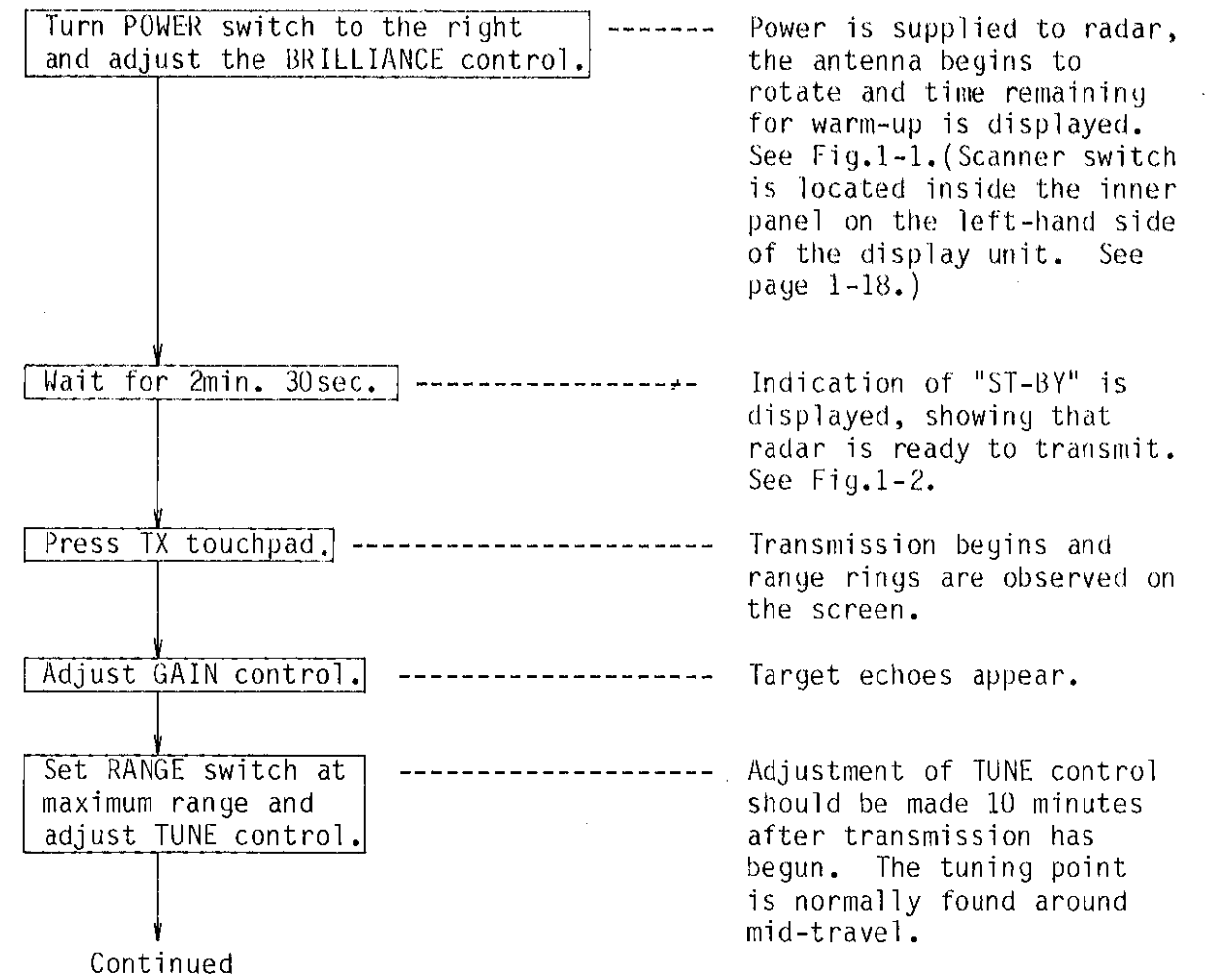 Turn POWER switch to the right
and adjust the BRILLIANCE control.
Power is supplied to radar,
the antenna begins to
rotate and time remaining
for warm-up is displayed.
See Fig.1-1.(Scanner switch
is located inside the inner
panel on the left-hand side
of the display unit. See
page 1-18.)
Wait for 2min. 30sec.
Indication of "ST-BY" is
displayed, showing that
radar is ready to transmit.
See Fig.1-2.
Press TX touchpad.
Transmission begins and
range rings are observed on
the screen.
Adjust GAIN control.
Target echoes appear.
Set RANGE switch at
maximum range and
adjust TUNE control.
Adjustment of TUNE control
should be made 10 minutes
after transmission has
begun. The tuning point
is normally found around
mid-travel.
Continued